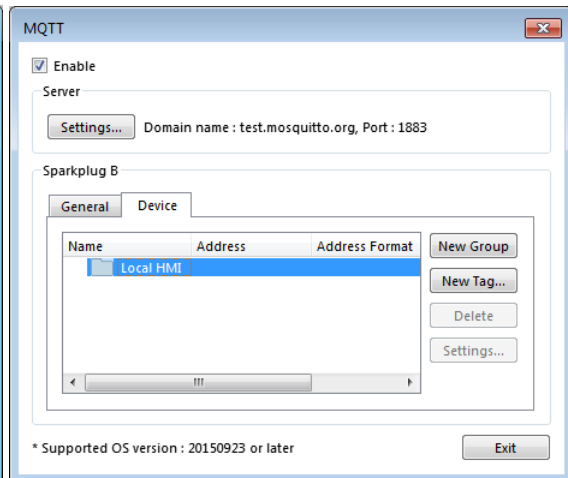 MQTT
Enable
Server
Settings... Domain name : test.mosquitto.org, Port : 1883
Sparkplug B
General Device
Name Address Address Format New Group
Local HMI
New Tag...
Delete
Settings...
* Supported OS version : 20150923 or later Exit